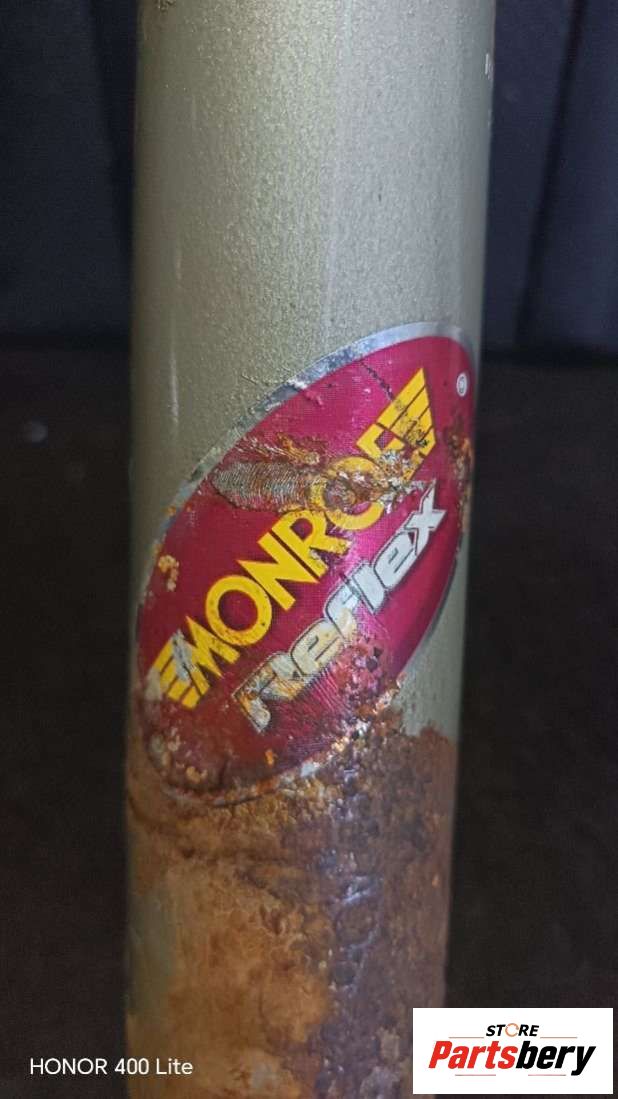 MONROE
®
Reflex
HONOR 400 Lite
STORE
Partsbery